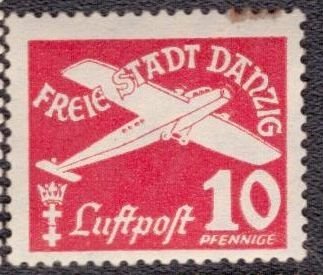 FREIE STADT DANZIG
Luftpost 10
PFENNIGE